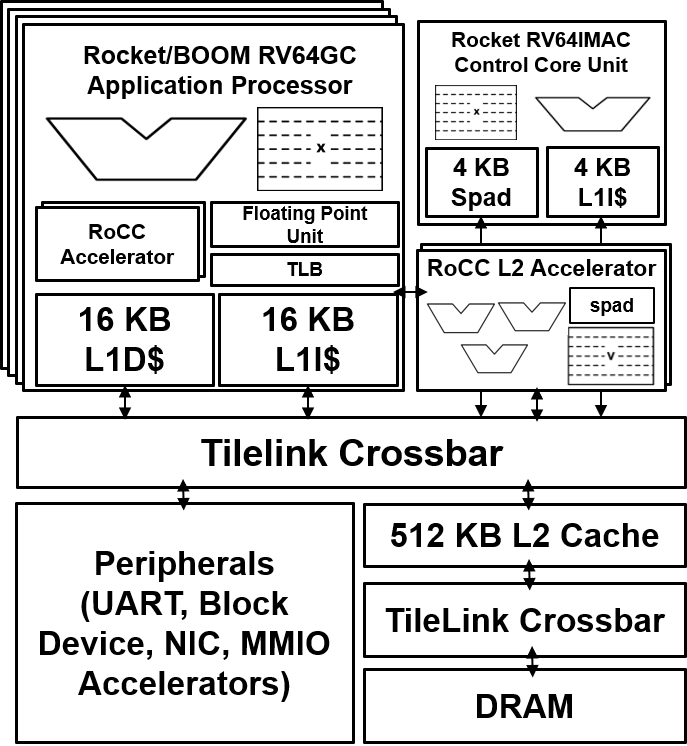 Rocket/BOOM RV64GC
Application Processor
x
RoCC
Accelerator
Floating Point
Unit
TLB
16 KB
L1D$
16 KB
L1I$
Rocket RV64IMAC
Control Core Unit
x
4 KB
Spad
4 KB
L1I$
RoCC L2 Accelerator
spad
v
Tilelink Crossbar
Peripherals
(UART, Block
Device, NIC, MMIO
Accelerators)
512 KB L2 Cache
TileLink Crossbar
DRAM